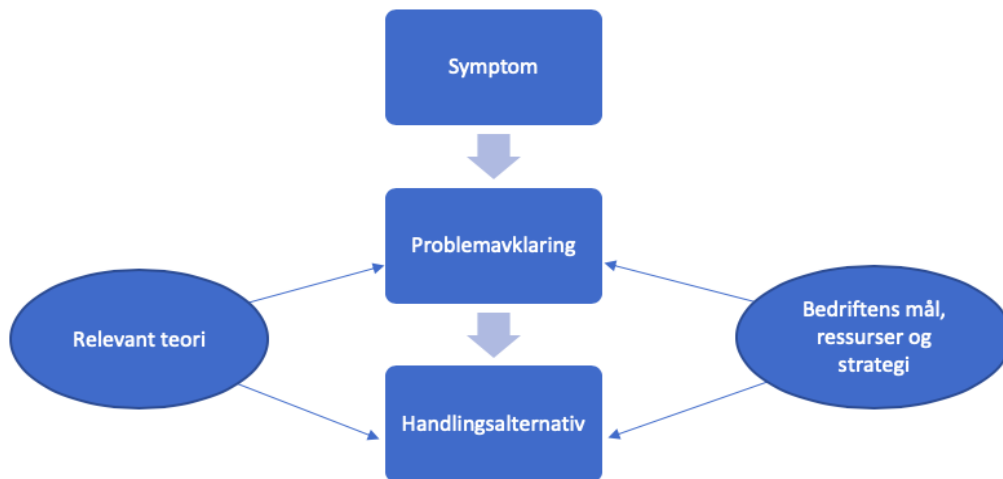 Symptom
Problemavklaring
Relevant teori
Bedriftens mål,
ressurser og
strategi
Handlingsalternativ